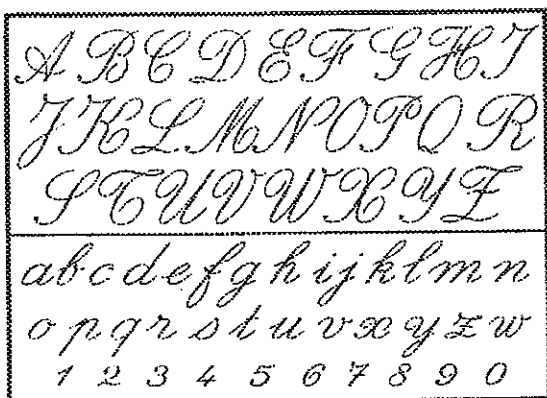 A B C D E F G H I
J K L M N O P Q R
S T U V W X Y Z
a b c d e f g h i j k l m n
o p q r s t u v x y z w
1 2 3 4 5 6 7 8 9 0